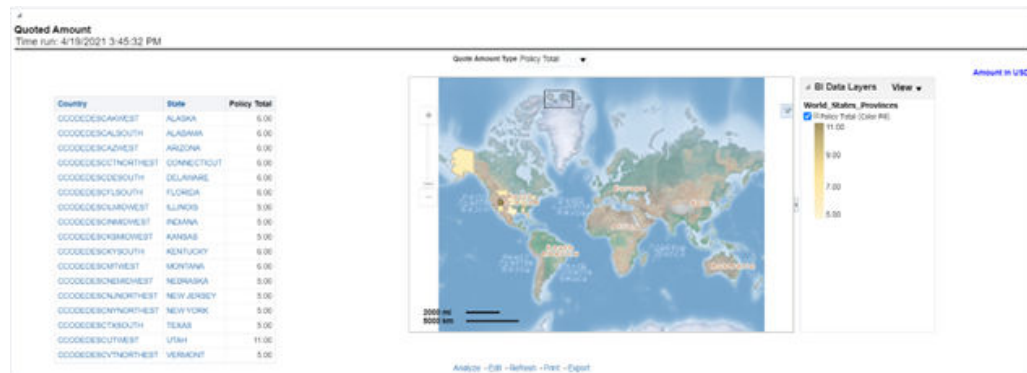 Quoted Amount
Time run: 4/19/2021 3:45:32 PM
Quote Amount Type Policy Total
Amount in USD
Country State Policy Total
CCODEDESCAKWEST ALASKA 6.00
CCODEDESCALSOUTH ALABAMA 6.00
CCODEDESCAZWEST ARIZONA 6.00
CCODEDESCCTNORTHEST CONNECTICUT 6.00
CCODEDESCDESOUTH DELAWARE 6.00
CCODEDESCFLSOUTH FLORIDA 6.00
CCODEDESCILMIDWEST ILLINOIS 5.00
CCODEDESCINMIDWEST INDIANA 5.00
CCODEDESCKSMIDWEST KANSAS 5.00
CCODEDESCKYSOUTH KENTUCKY 6.00
CCODEDESCMTWEST MONTANA 6.00
CCODEDESCNEMIDWEST NEBRASKA 5.00
CCODEDESCNJNORTHEST NEW JERSEY 5.00
CCODEDESCNYNORTHEST NEW YORK 5.00
CCODEDESCTXSOUTH TEXAS 5.00
CCODEDESCUTWEST UTAH 11.00
CCODEDESCVTNORTHEST VERMONT 5.00
Europe
Africa
South America
2000 mi
5000 km
BI Data Layers View
World_States_Provinces
Policy Total (Color Fill)
11.00
9.00
7.00
5.00
Analyze - Edit - Refresh - Print - Export